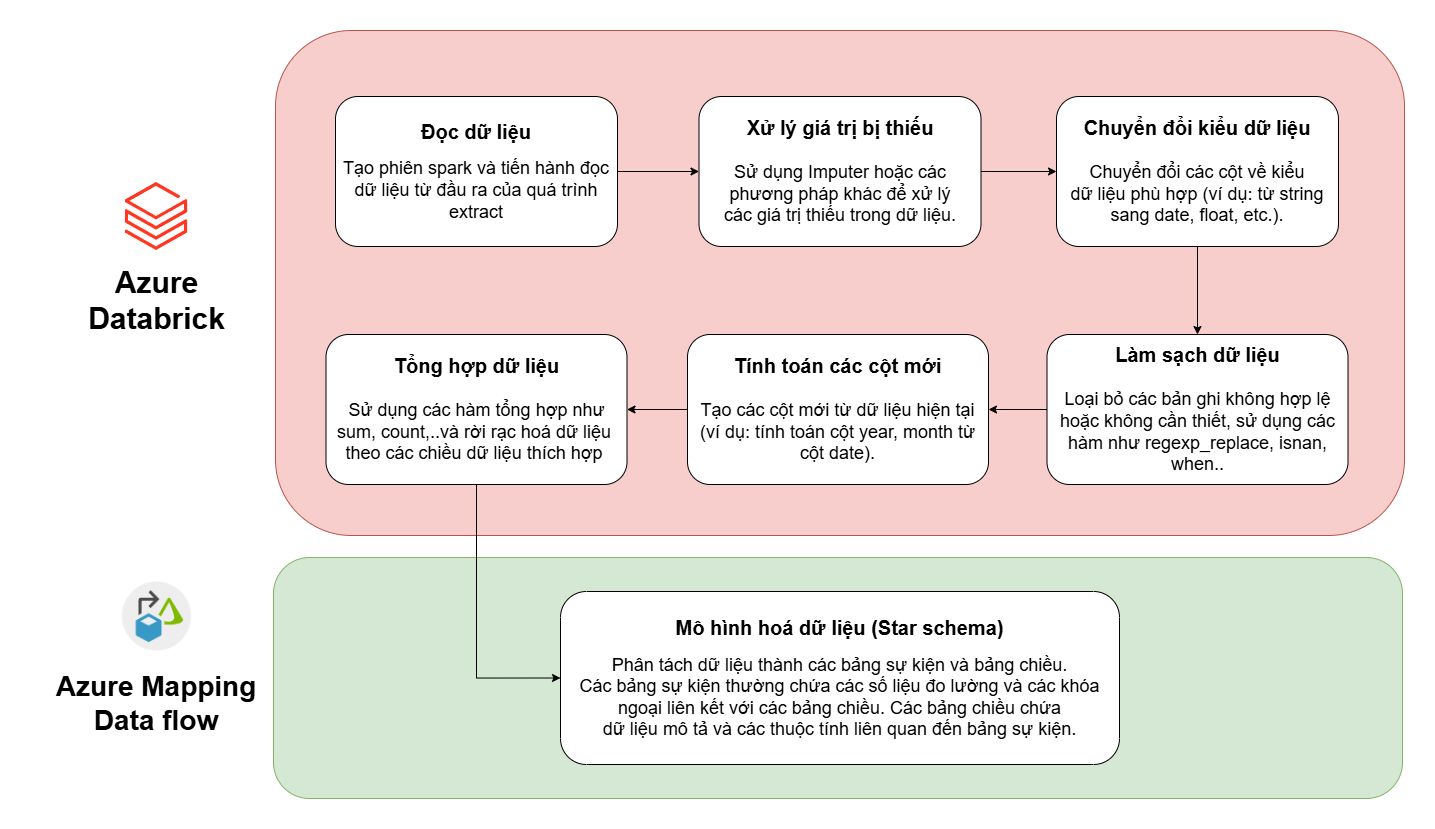 Đọc dữ liệu
Tạo phiên spark và tiến hành đọc
dữ liệu từ đầu ra của quá trình
extract
Xử lý giá trị bị thiếu
Sử dụng Imputer hoặc các
phương pháp khác để xử lý
các giá trị thiếu trong dữ liệu.
Chuyển đổi kiểu dữ liệu
Chuyển đổi các cột về kiểu
dữ liệu phù hợp (ví dụ: từ string
sang date, float, etc.).
Azure
Databrick
Làm sạch dữ liệu
Loại bỏ các bản ghi không hợp lệ
hoặc không cần thiết, sử dụng các
hàm như regexp_replace, isnan,
when..
Tính toán các cột mới
Tạo các cột mới từ dữ liệu hiện tại
(ví dụ: tính toán cột year, month từ
cột date).
Tổng hợp dữ liệu
Sử dụng các hàm tổng hợp như
sum, count,..và rời rạc hoá dữ liệu
theo các chiều dữ liệu thích hợp
Azure Mapping
Data flow
Mô hình hoá dữ liệu (Star schema)
Phân tách dữ liệu thành các bảng sự kiện và bảng chiều.
Các bảng sự kiện thường chứa các số liệu đo lường và các khóa
ngoại liên kết với các bảng chiều. Các bảng chiều chứa
dữ liệu mô tả và các thuộc tính liên quan đến bảng sự kiện.